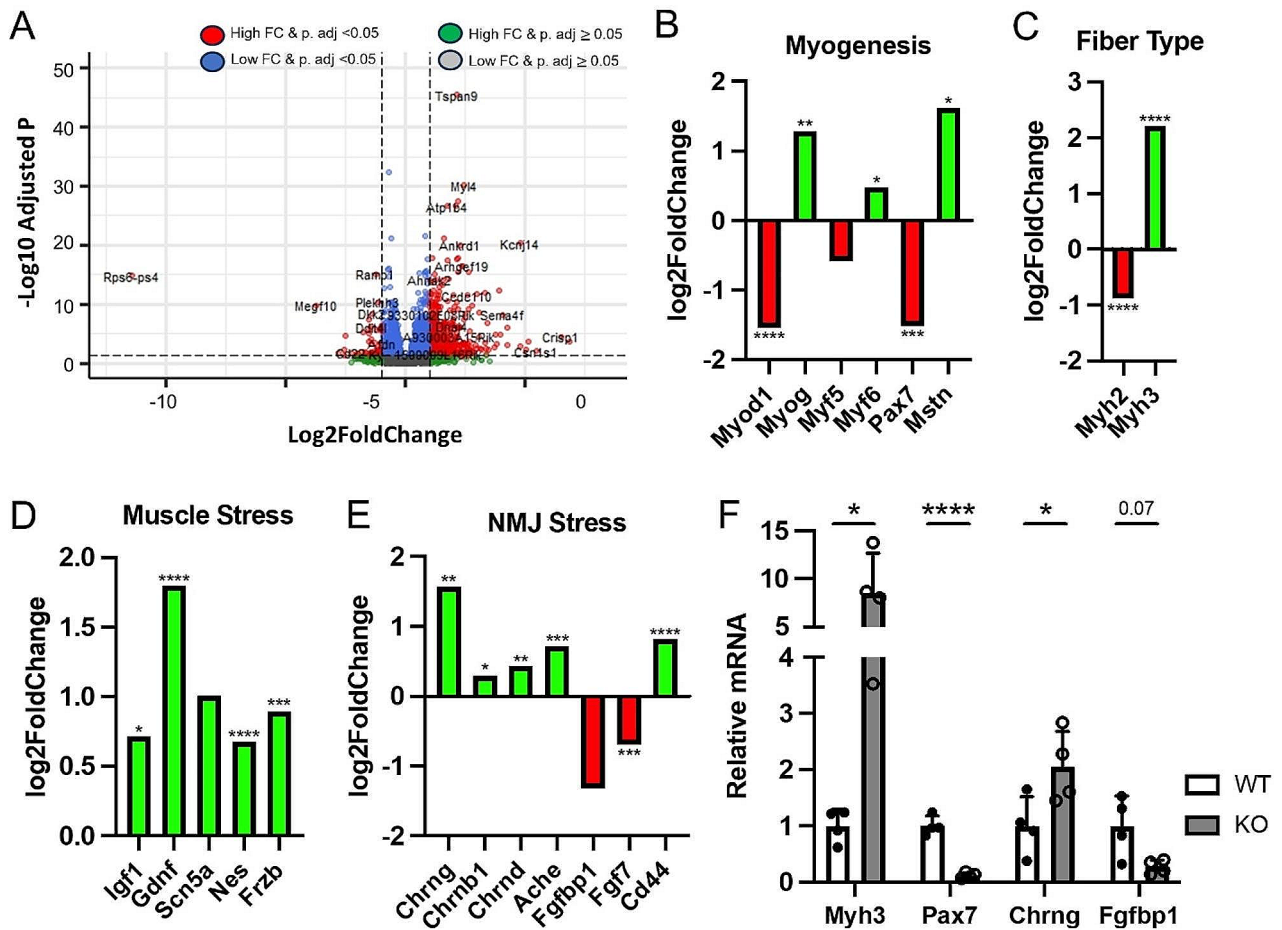 A
High FC & p. adj <0.05
High FC & p. adj ≥ 0.05
Low FC & p. adj <0.05
Low FC & p. adj ≥ 0.05
-Log10 Adjusted P
50
40
30
20
10
0
Tspan9
Myl4
Atp1b4
Ankrd1
Kcnj14
Arhgef19
Rps6-ps4
Ramp1
Ahnak2
Megf10
Plekhh3
Ccdc110
Sema4f
Ddit4l
Crisp1
Afdn
A930003A15Rik
Csn1s1
-10
-5
0
Log2FoldChange
B
Myogenesis
log2FoldChange
2
1
0
-1
-2
****
**
*
***
*
Myod1
Myog
Myf5
Myf6
Pax7
Mstn
C
Fiber Type
log2FoldChange
3
2
1
0
-1
-2
****
****
Myh2
Myh3
D
Muscle Stress
log2FoldChange
2.0
1.5
1.0
0.5
0.0
*
****
****
***
Igf1
Gdnf
Scn5a
Nes
Frzb
E
NMJ Stress
log2FoldChange
2
1
0
-1
-2
**
*
**
***
***
****
Chrng
Chrnb1
Chrnd
Ache
Fgfbp1
Fgf7
Cd44
F
Relative mRNA
15
10
5
4
3
2
1
0
*
****
*
0.07
Myh3
Pax7
Chrng
Fgfbp1
WT
KO